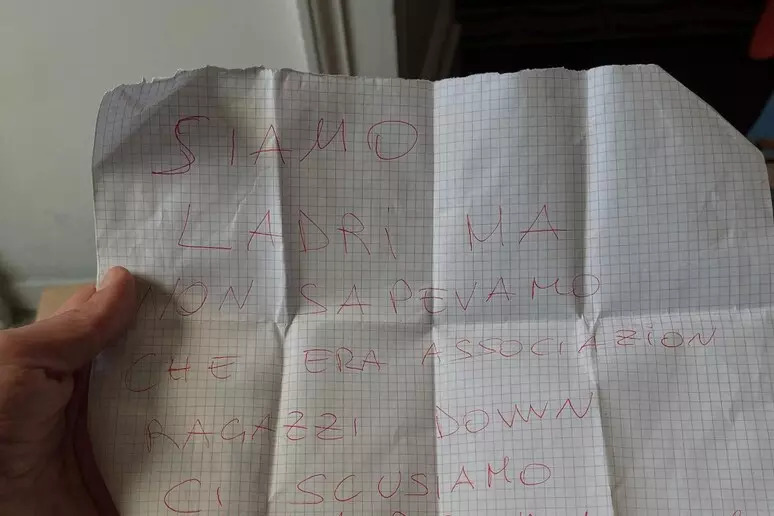 SIAMO
LADRI MA
NON SAPEVAMO
CHE ERA ASSOCIAZION
RAGAZZI DOWN
CI SCUSIAMO